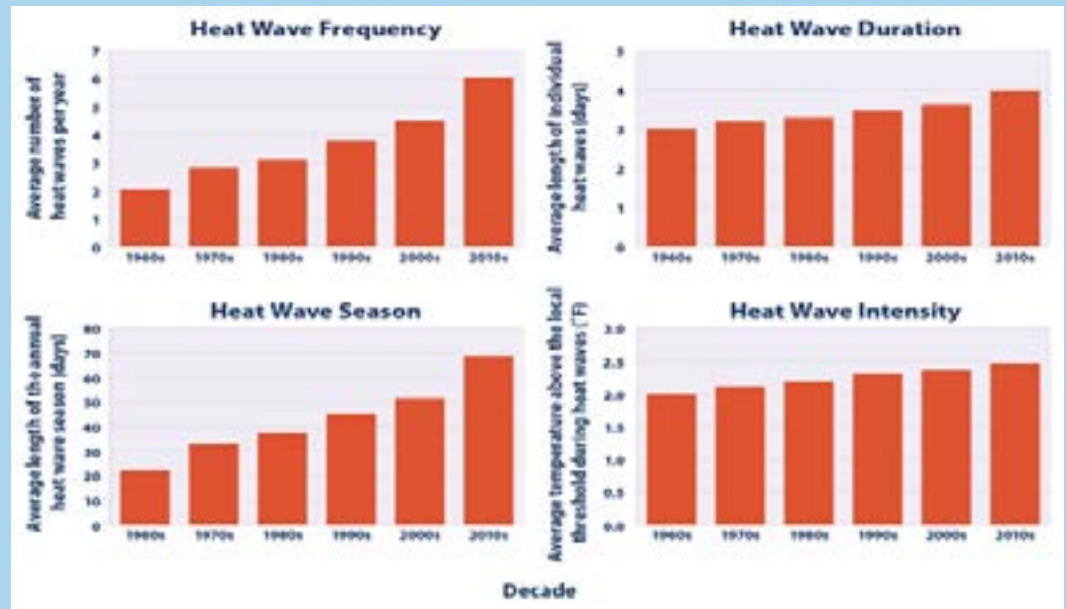 Heat Wave Frequency
Average number of
heat waves per year
7
6
5
4
3
2
1
0
1960s 1970s 1980s 1990s 2000s 2010s
Heat Wave Duration
Average length of individual
heat waves (days)
5
4
3
2
1
0
1960s 1970s 1980s 1990s 2000s 2010s
Heat Wave Season
Average length of the annual
heat wave season (days)
80
70
60
50
40
30
20
10
0
1960s 1970s 1980s 1990s 2000s 2010s
Heat Wave Intensity
Average temperature above the local
threshold during heat waves (°F)
3.0
2.5
2.0
1.5
1.0
0.5
0.0
1960s 1970s 1980s 1990s 2000s 2010s
Decade